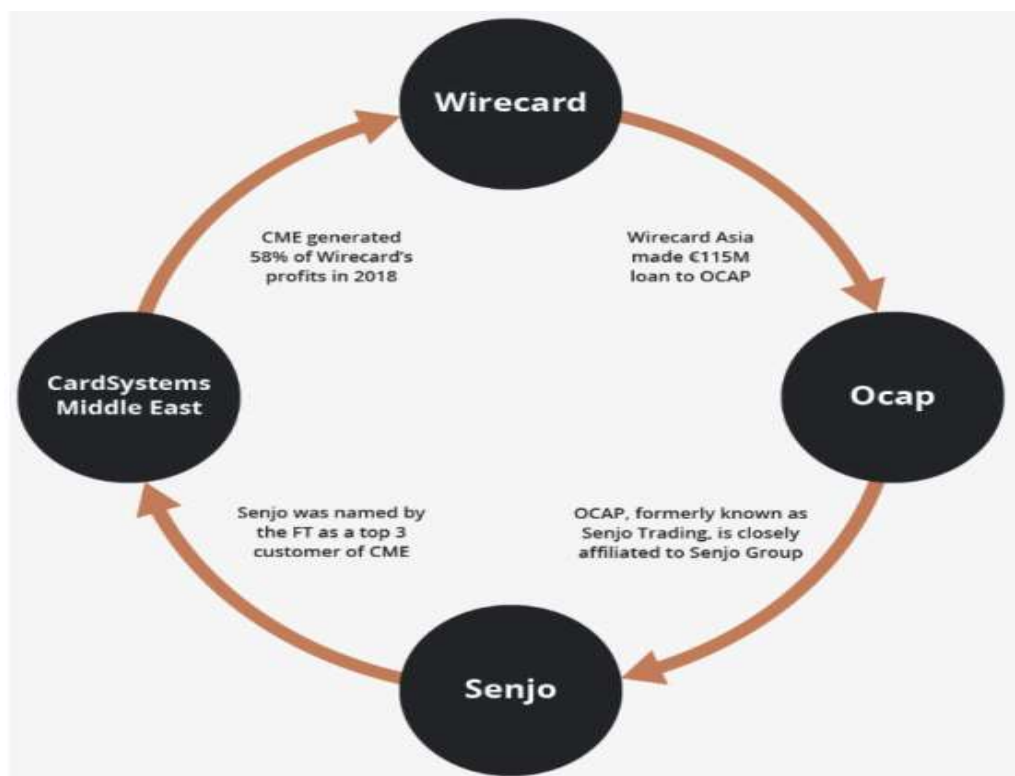 Wirecard
CME generated
58% of Wirecard's
profits in 2018
Wirecard Asia
made €115M
loan to OCAP
CardSystems
Middle East
Ocap
Senjo was named by
the FT as a top 3
customer of CME
OCAP, formerly known as
Senjo Trading, is closely
affiliated to Senjo Group
Senjo